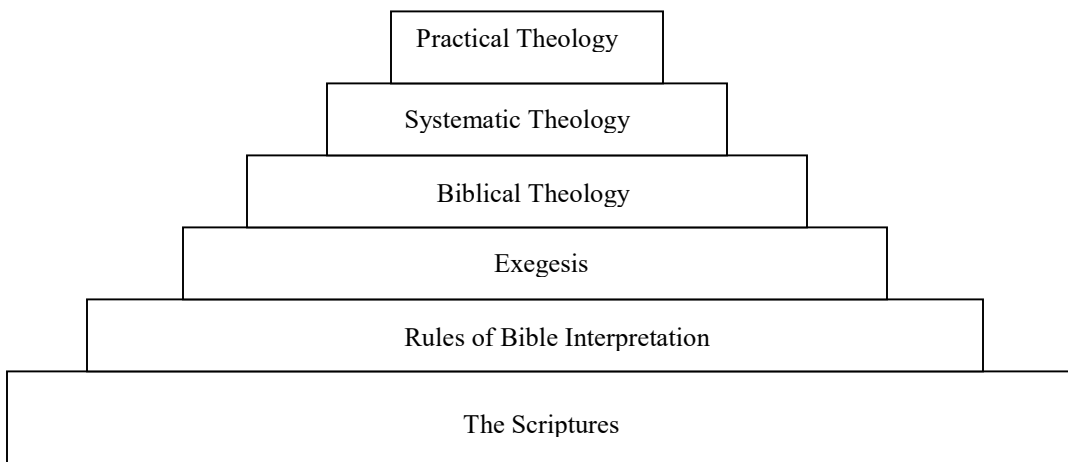 Practical Theology
Systematic Theology
Biblical Theology
Exegesis
Rules of Bible Interpretation
The Scriptures